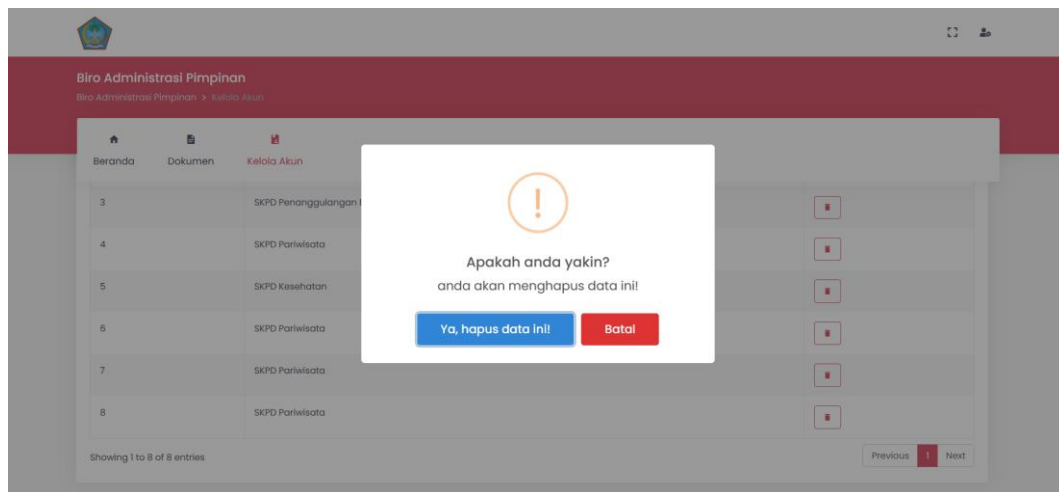 Biro Administrasi Pimpinan
Biro Administrasi Pimpinan > Kelola Akun
Beranda Dokumen Kelola Akun
3 SKPD Penanggulangan
4 SKPD Pariwisata
5 SKPD Kesehatan
6 SKPD Pariwisata
7 SKPD Pariwisata
8 SKPD Pariwisata
!
Apakah anda yakin?
anda akan menghapus data ini!
Ya, hapus data ini! Batal
Showing 1 to 8 of 8 entries
Previous 1 Next